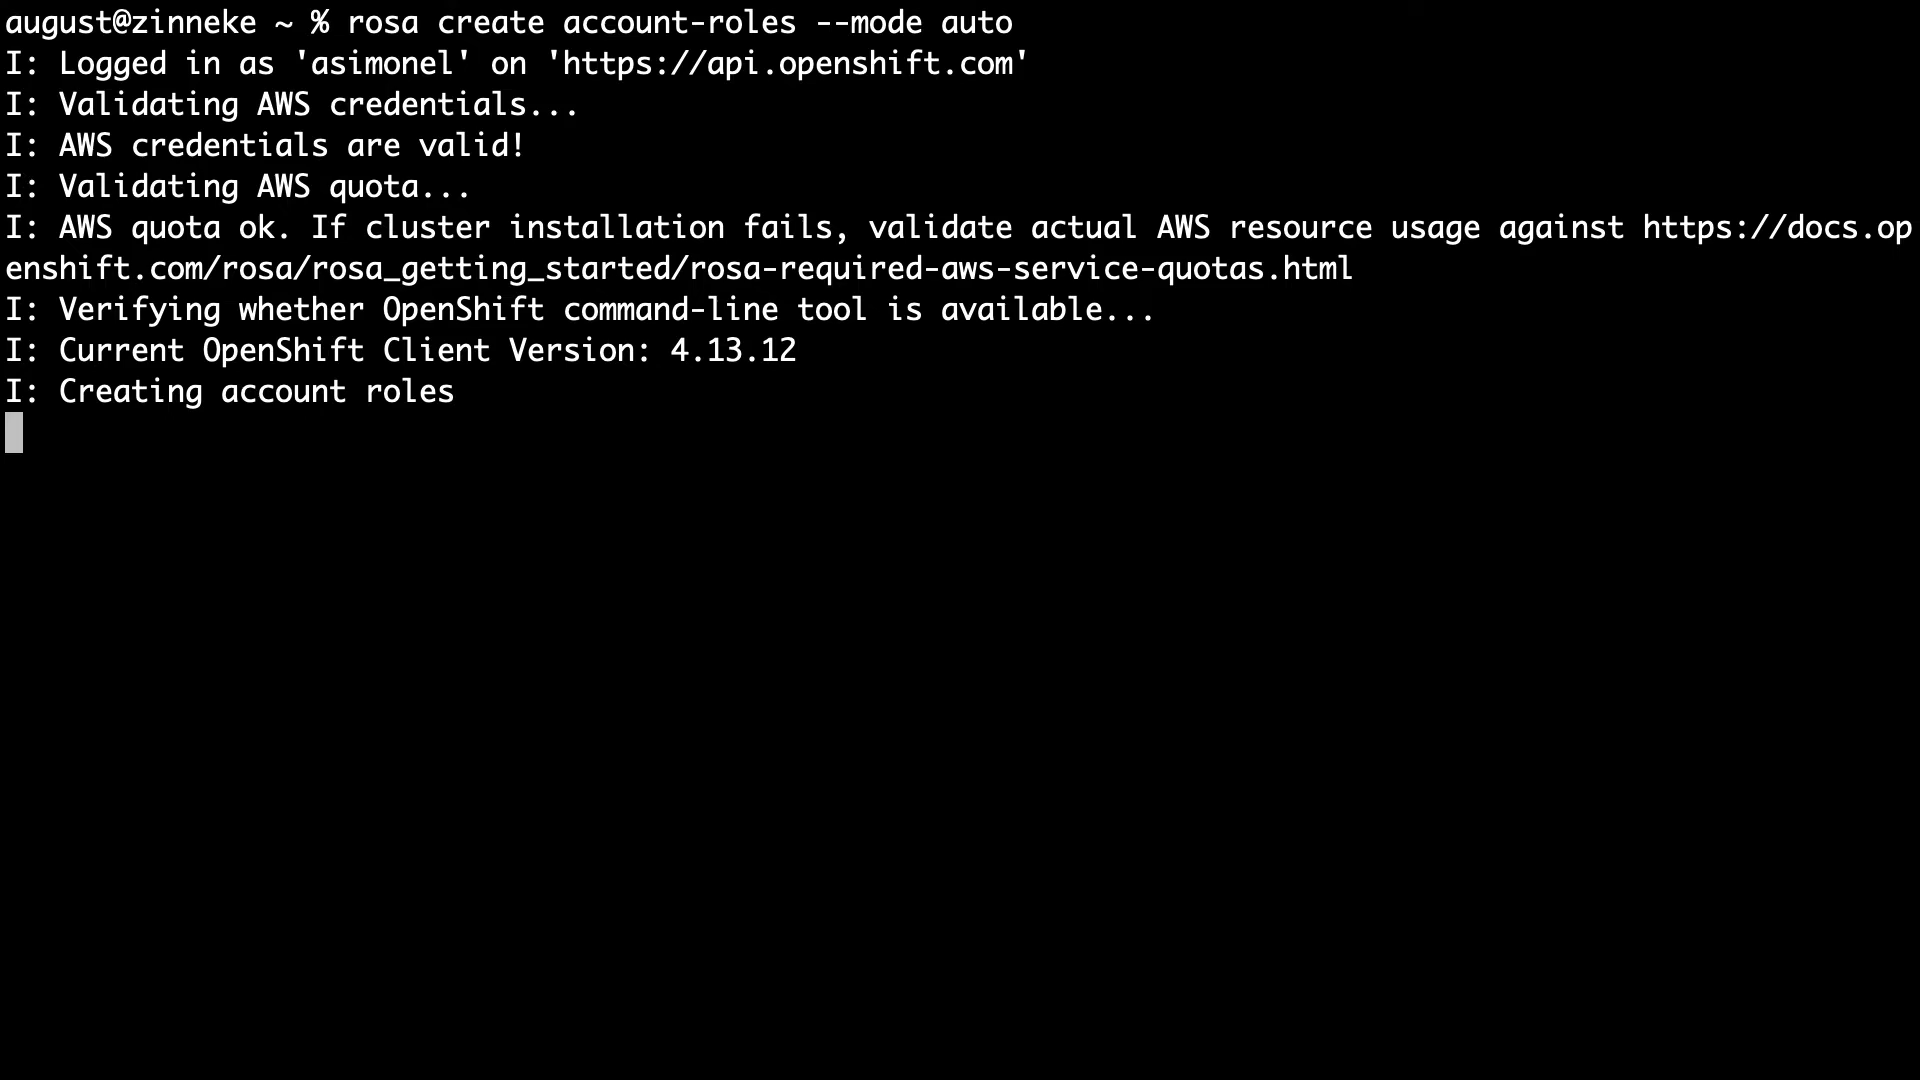 august@zinneke ~ % rosa create account-roles --mode auto
I: Logged in as 'asimonel' on 'https://api.openshift.com'
I: Validating AWS credentials...
I: AWS credentials are valid!
I: Validating AWS quota...
I: AWS quota ok. If cluster installation fails, validate actual AWS resource usage against https://docs.op
enshift.com/rosa/rosa_getting_started/rosa-required-aws-service-quotas.html
I: Verifying whether OpenShift command-line tool is available...
I: Current OpenShift Client Version: 4.13.12
I: Creating account roles